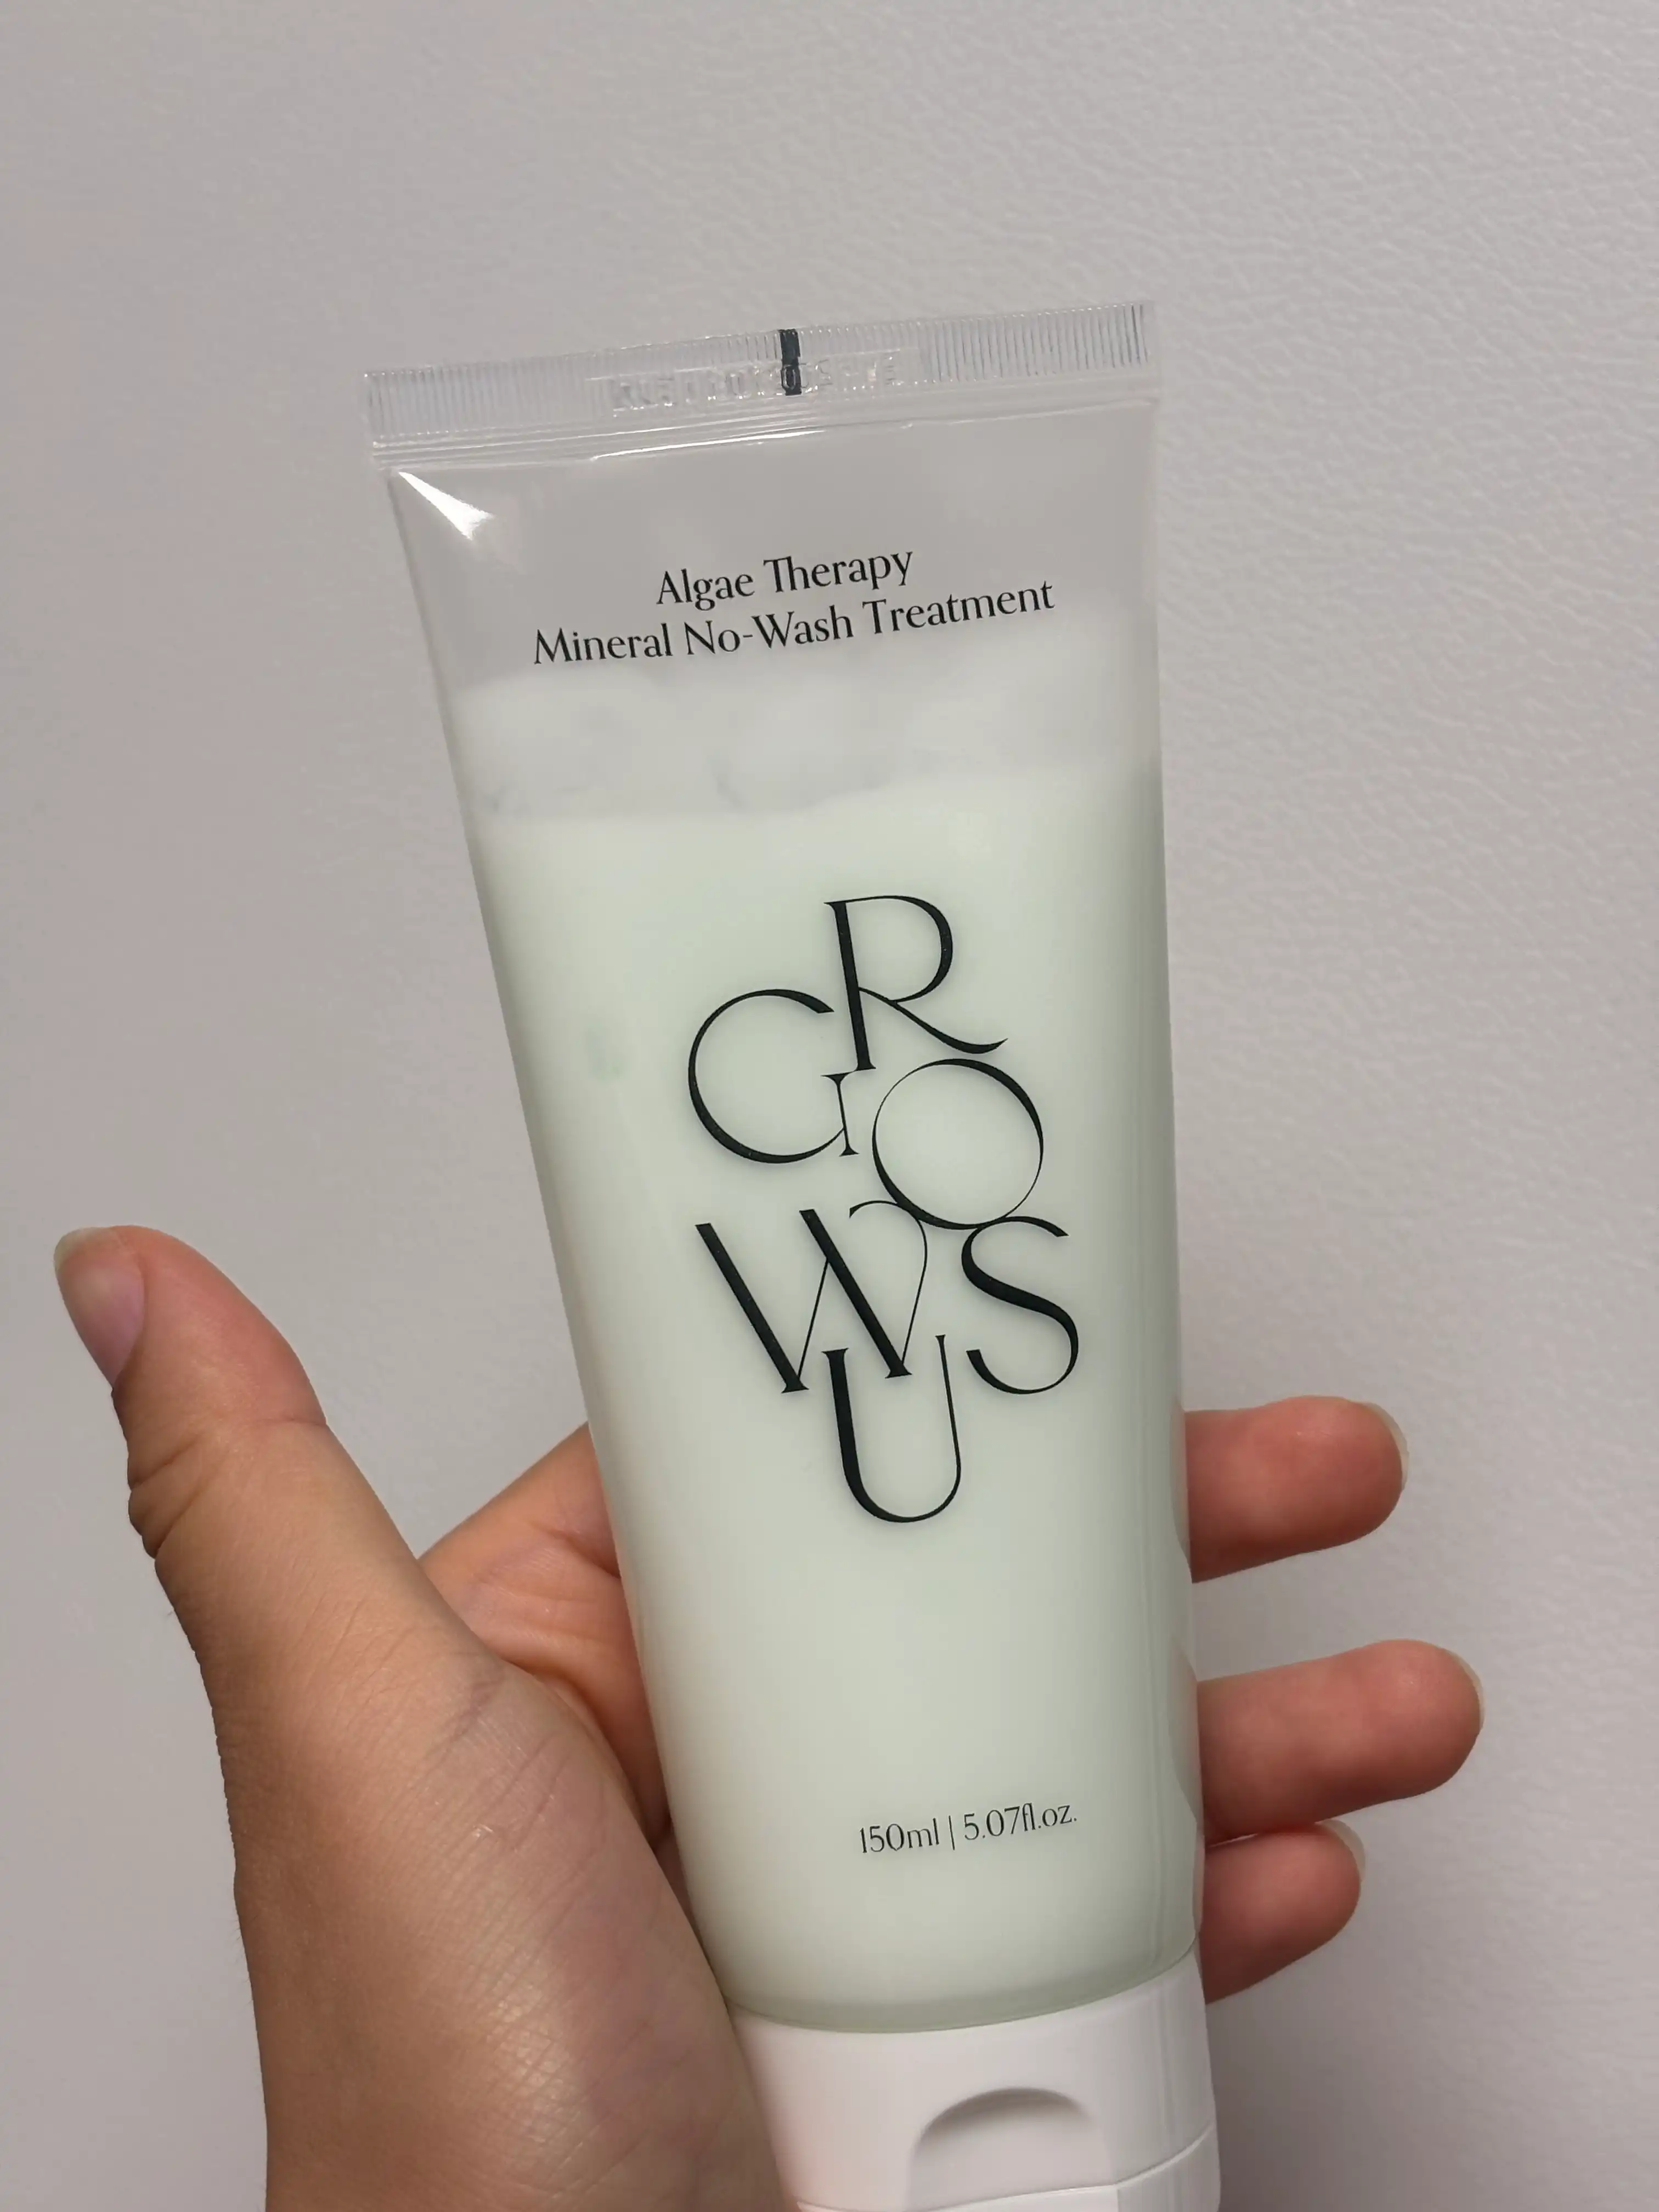 Algae Therapy
Mineral No-Wash Treatment
GROWUS
150ml | 5.07fl.oz.